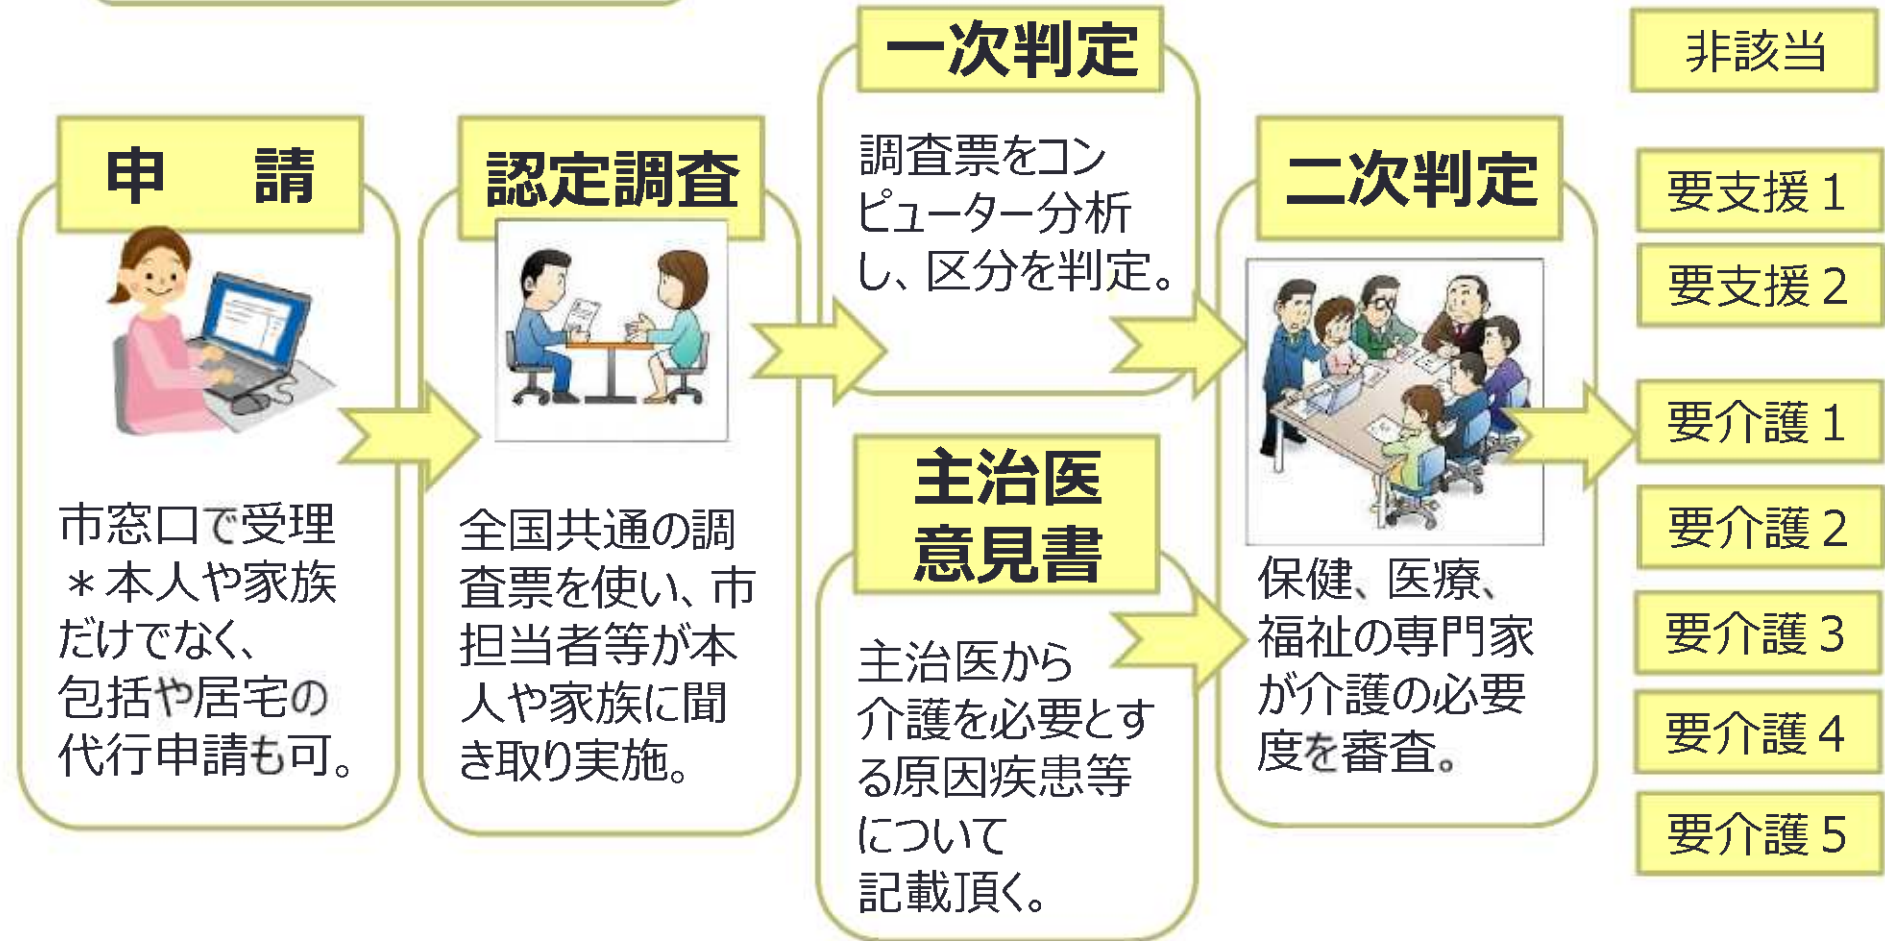 申　請
市窓口で受理
＊本人や家族
だけでなく、
包括や居宅の
代行申請も可。
認定調査
全国共通の調
査票を使い、市
担当者等が本
人や家族に聞
き取り実施。
一次判定
調査票をコン
ピューター分析
し、区分を判定。
主治医
意見書
主治医から
介護を必要とす
る原因疾患等
について
記載頂く。
二次判定
保健、医療、
福祉の専門家
が介護の必要
度を審査。
非該当
要支援１
要支援２
要介護１
要介護２
要介護３
要介護４
要介護５